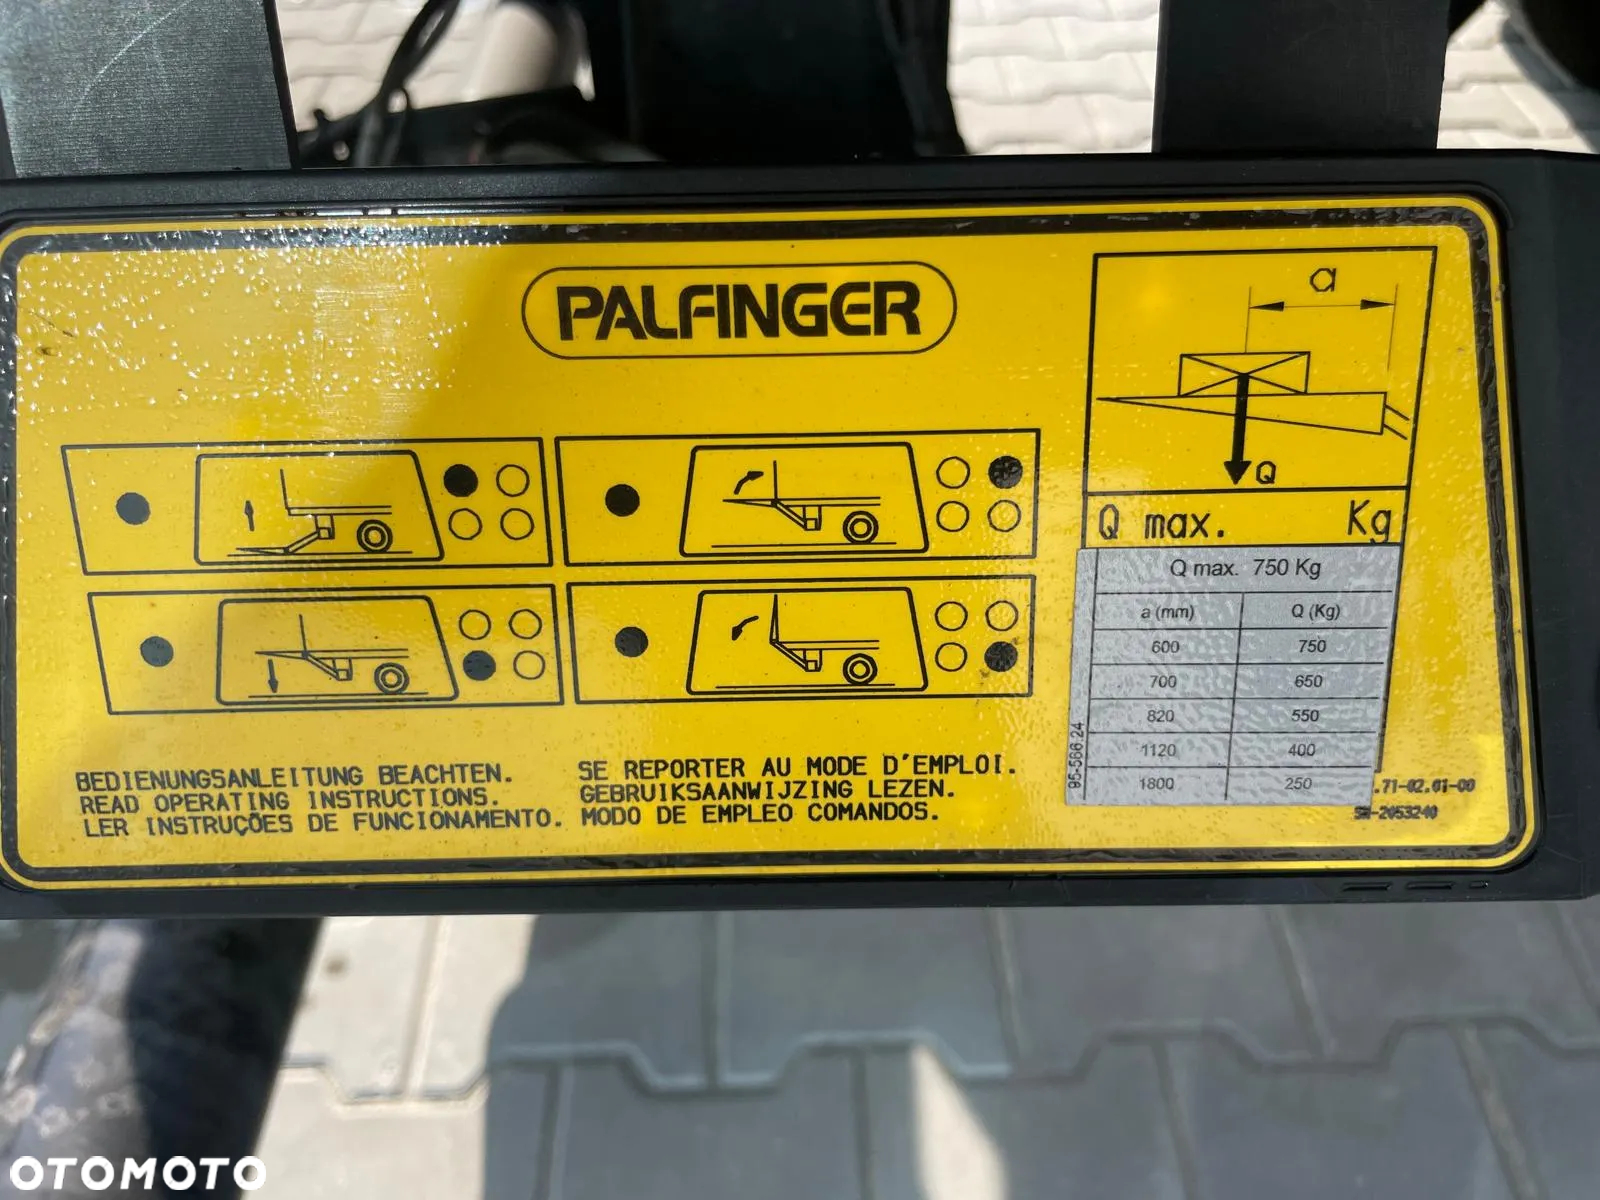 PALFINGER
a
Q
Q max. Kg
Q max. 750 Kg
a (mm) Q (Kg)
600 750
700 650
820 550
1120 400
1800 250
95-566.24
BEDIENUNGSANLEITUNG BEACHTEN.
READ OPERATING INSTRUCTIONS.
LER INSTRUÇÕES DE FUNCIONAMENTO.
SE REPORTER AU MODE D'EMPLOI.
GEBRUIKSAANWIJZING LEZEN.
MODO DE EMPLEO COMANDOS.
.71-02.01-00
-2053240
OTOMOTO